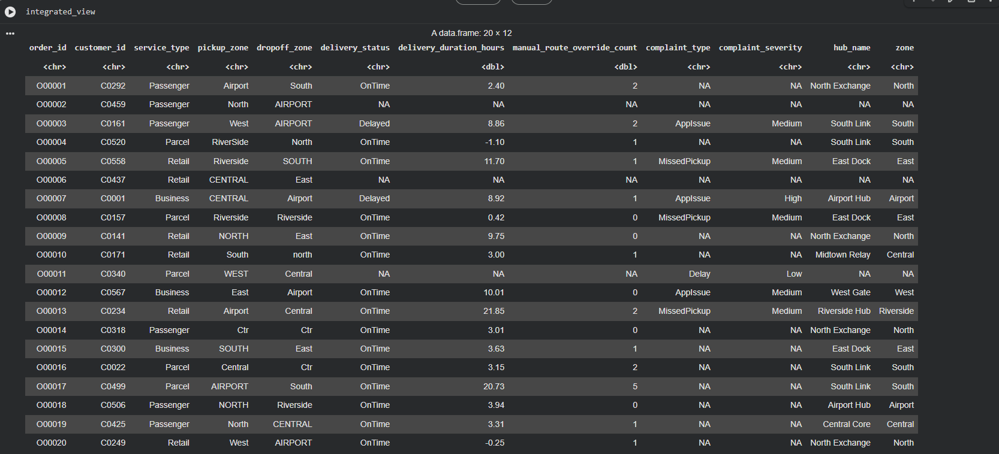 integrated_view
A data.frame: 20 × 12
order_id customer_id service_type pickup_zone dropoff_zone delivery_status delivery_duration_hours manual_route_override_count complaint_type complaint_severity hub_name zone
<chr> <chr> <chr> <chr> <chr> <chr> <dbl> <dbl> <chr> <chr> <chr> <chr>
O00001 C0292 Passenger Airport South OnTime 2.40 2 NA NA North Exchange North
O00002 C0459 Passenger North AIRPORT NA NA NA NA NA NA NA
O00003 C0161 Passenger West AIRPORT Delayed 8.86 2 AppIssue Medium South Link South
O00004 C0520 Parcel RiverSide North OnTime -1.10 1 NA NA South Link South
O00005 C0558 Retail Riverside SOUTH OnTime 11.70 1 MissedPickup Medium East Dock East
O00006 C0437 Retail CENTRAL East NA NA NA NA NA NA NA
O00007 C0001 Business CENTRAL Airport Delayed 8.92 1 AppIssue High Airport Hub Airport
O00008 C0157 Parcel Riverside Riverside OnTime 0.42 0 MissedPickup Medium East Dock East
O00009 C0141 Retail NORTH East OnTime 9.75 0 NA NA North Exchange North
O00010 C0171 Retail South north OnTime 3.00 1 NA NA Midtown Relay Central
O00011 C0340 Parcel WEST Central NA NA NA Delay Low NA NA
O00012 C0567 Business East Airport OnTime 10.01 0 AppIssue Medium West Gate West
O00013 C0234 Retail Airport Central OnTime 21.85 2 MissedPickup Medium Riverside Hub Riverside
O00014 C0318 Passenger Ctr Ctr OnTime 3.01 0 NA NA North Exchange North
O00015 C0300 Business SOUTH East OnTime 3.63 1 NA NA East Dock East
O00016 C0022 Parcel Central Ctr OnTime 3.15 2 NA NA South Link South
O00017 C0499 Parcel AIRPORT South OnTime 20.73 5 NA NA South Link South
O00018 C0506 Passenger NORTH Riverside OnTime 3.94 0 NA NA Airport Hub Airport
O00019 C0425 Passenger North CENTRAL OnTime 3.31 1 NA NA Central Core Central
O00020 C0249 Retail West AIRPORT OnTime -0.25 1 NA NA North Exchange North